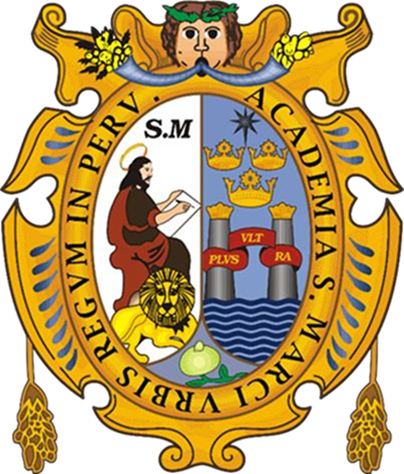 ACADEMIA S. MARCI VRBIS REGVM IN PERV .
S.M
PLVS VLT RA